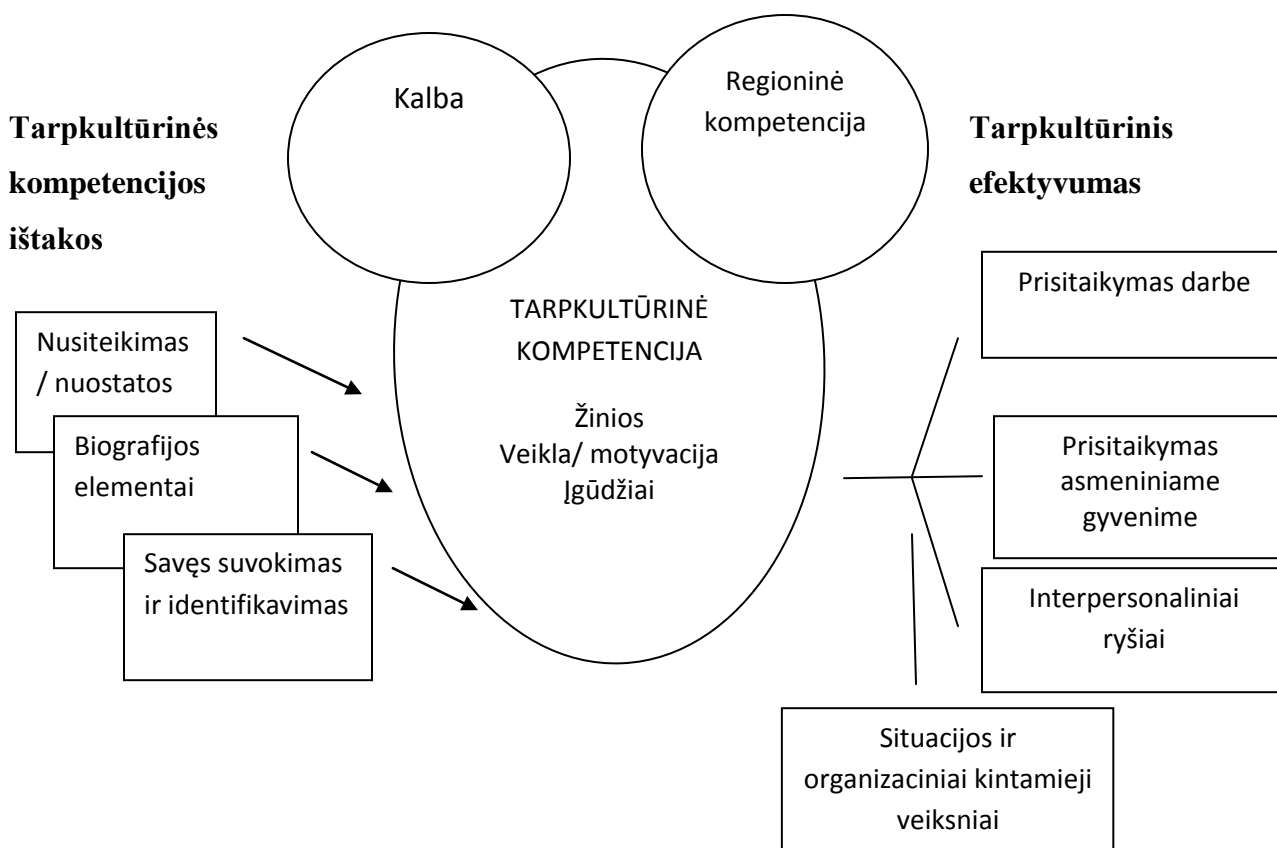 Kalba
Regioninė
kompetencija
Tarpkultūrinės
kompetencijos
ištakos
Tarpkultūrinis
efektyvumas
TARPKULTŪRINĖ
KOMPETENCIJA
Žinios
Veikla/ motyvacija
Įgūdžiai
Nusiteikimas
/ nuostatos
Biografijos
elementai
Savęs suvokimas
ir identifikavimas
Prisitaikymas darbe
Prisitaikymas
asmeniniame
gyvenime
Interpersonaliniai
ryšiai
Situacijos ir
organizaciniai kintamieji
veiksniai